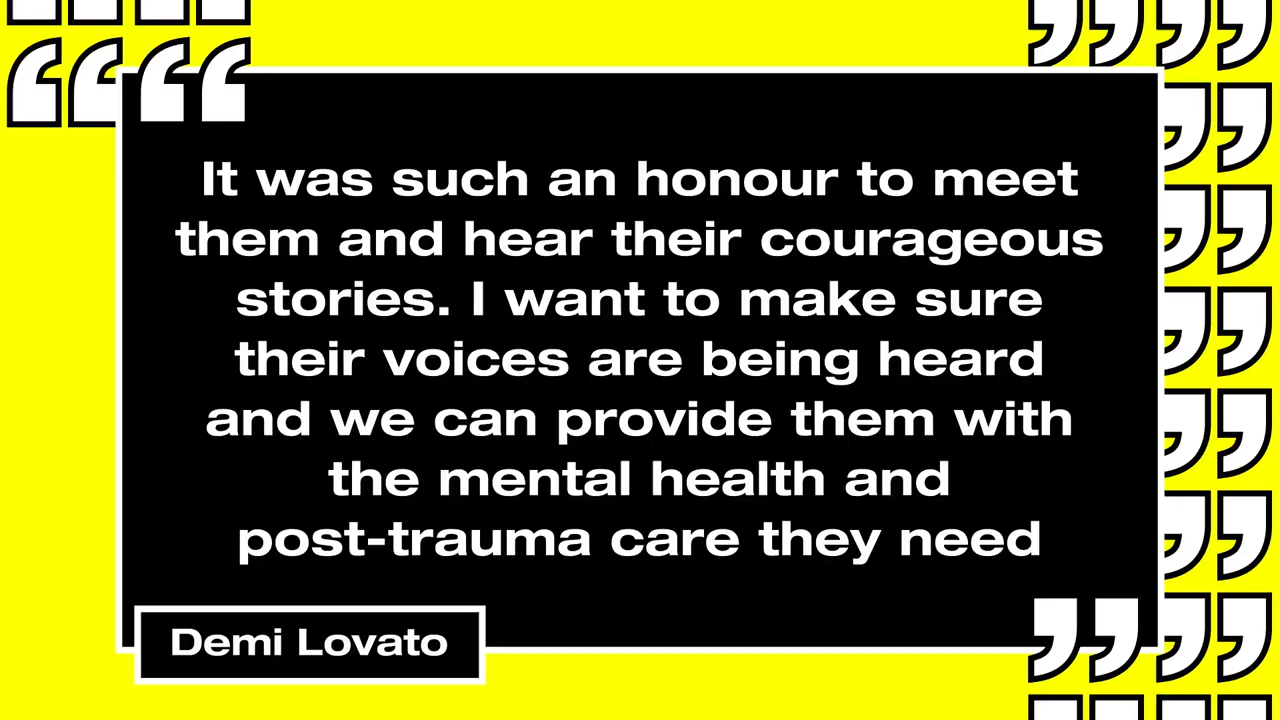 It was such an honour to meet
them and hear their courageous
stories. I want to make sure
their voices are being heard
and we can provide them with
the mental health and
post-trauma care they need
Demi Lovato